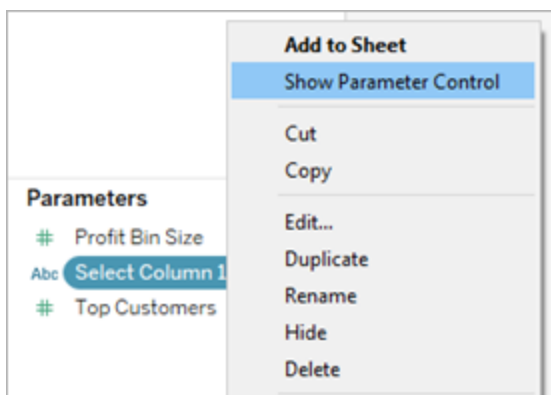 Add to Sheet
Show Parameter Control
Cut
Copy
Parameters
# Profit Bin Size
Edit...
Abc Select Column 1
Duplicate
# Top Customers
Rename
Hide
Delete